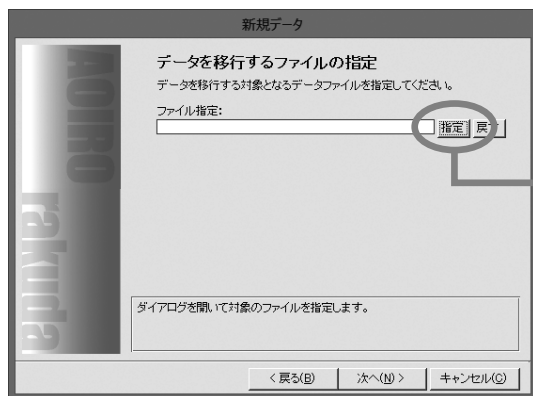 新規データ
AOIRO
rakuda
データを移行するファイルの指定
データを移行する対象となるデータファイルを指定してください。
ファイル指定:
指定
戻す
ダイアログを開いて対象のファイルを指定します。
< 戻る(B)
次へ(N) >
キャンセル(C)